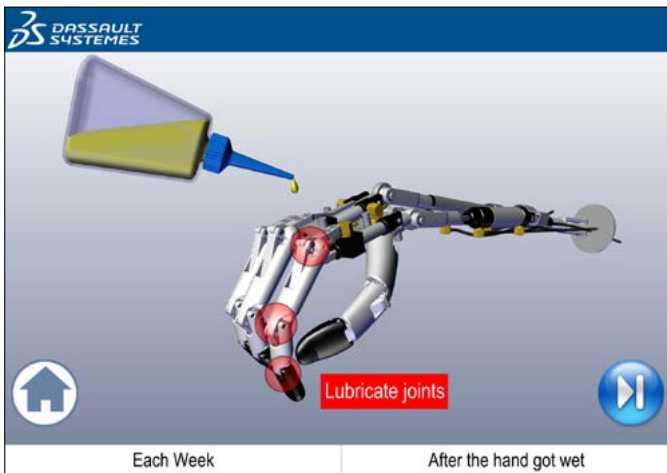 DASSAULT
SYSTEMES
Lubricate joints
Each Week
After the hand got wet